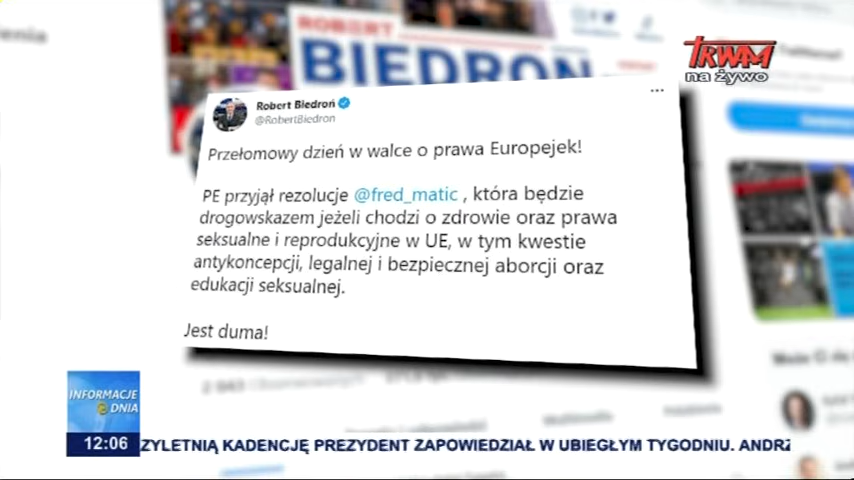 ROBERT
BIEDROŃ
TRWAM
na żywo
Robert Biedroń
@RobertBiedron
Przełomowy dzień w walce o prawa Europejek!
PE przyjął rezolucje @fred_matic , która będzie
drogowskazem jeżeli chodzi o zdrowie oraz prawa
seksualne i reprodukcyjne w UE, w tym kwestie
antykoncepcji, legalnej i bezpiecznej aborcji oraz
edukacji seksualnej.
Jest duma!
INFORMACJE
DNIA
12:06
ZYLETNIĄ KADENCJĘ PREZYDENT ZAPOWIEDZIAŁ W UBIEGŁYM TYGODNIU. ANDRZ